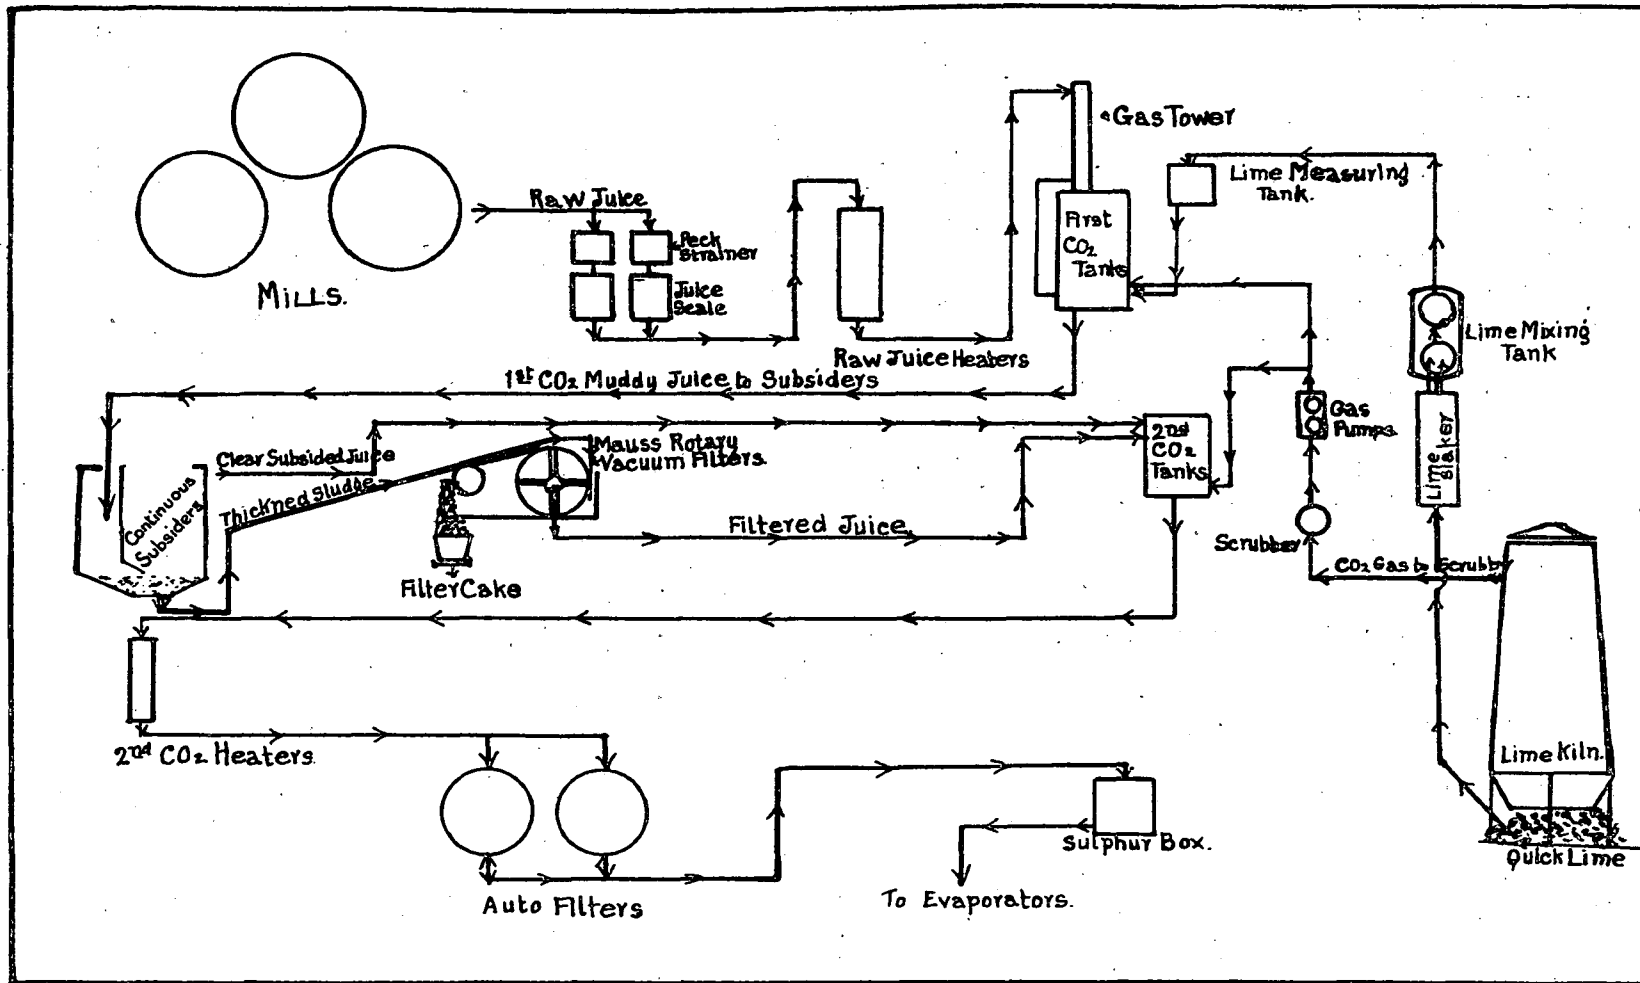 Gas Tower
Lime Measuring
Tank.
Raw Juice
First
CO2
Tanks
Peck
Strainer
MILLS.
Juice
Scale
Lime Mixing
Tank
Raw Juice Heaters
1st CO2 Muddy Juice to Subsiders
Gas
Pumps
Mauss Rotary
Vacuum Filters.
2nd
CO2
Tanks
Lime
Slaker
Clear Subsided Juice
Thickned Sludge
Continuous
Subsiders
Filtered Juice.
Scrubber
CO2 Gas to Scrubb
Filter Cake
2nd CO2 Heaters
Lime Kiln.
Sulphur Box.
Quick Lime
To Evaporators.
Auto Filters